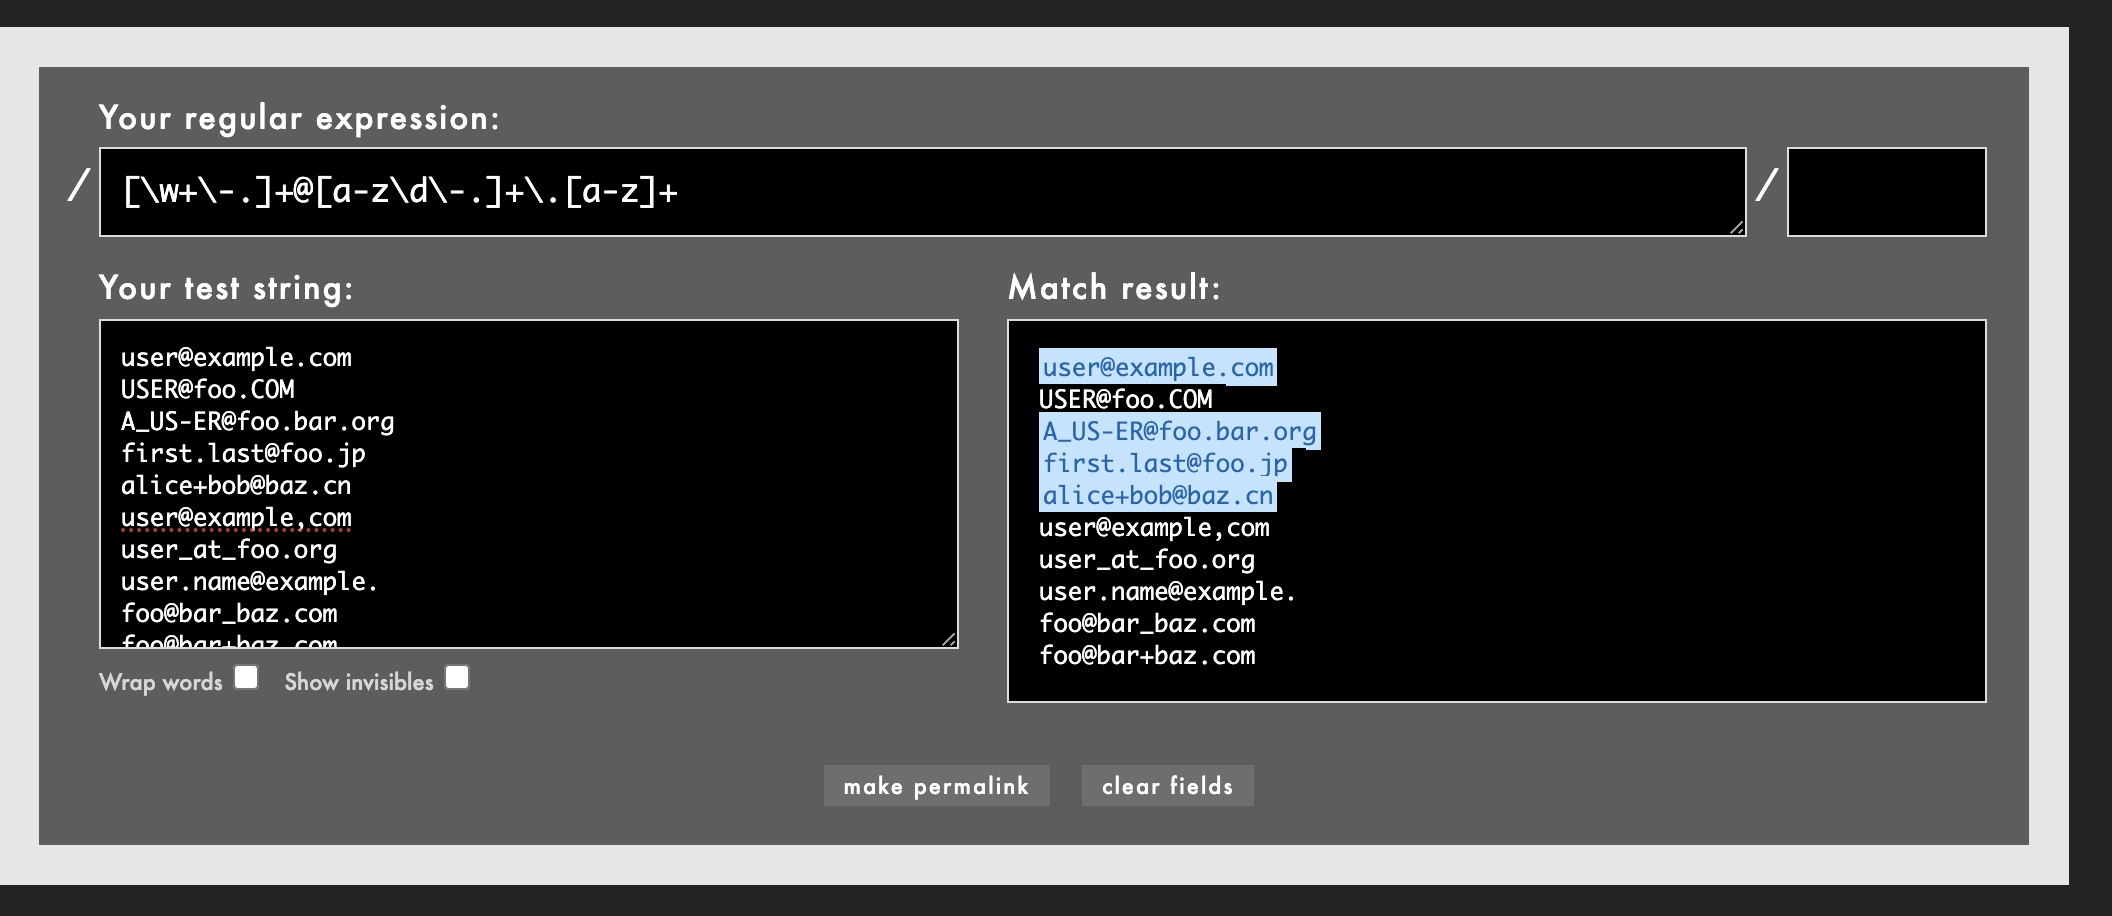 Your regular expression:
/ [\w+\-.]+@[a-z\d\-.]+\.[a-z]+ /
Your test string:
user@example.com
USER@foo.COM
A_US-ER@foo.bar.org
first.last@foo.jp
alice+bob@baz.cn
user@example,com
user_at_foo.org
user.name@example.
foo@bar_baz.com
foo@bar+baz.com
Wrap words Show invisibles
Match result:
user@example.com
USER@foo.COM
A_US-ER@foo.bar.org
first.last@foo.jp
alice+bob@baz.cn
user@example,com
user_at_foo.org
user.name@example.
foo@bar_baz.com
foo@bar+baz.com
make permalink clear fields